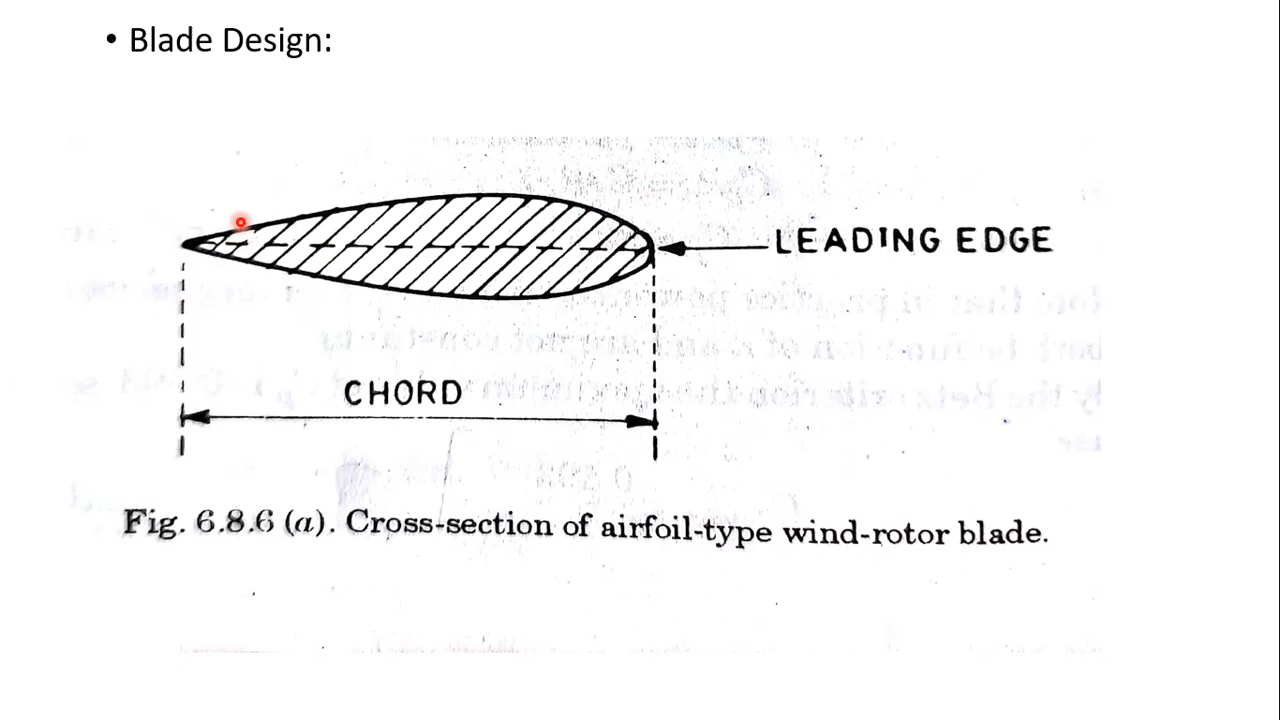 • Blade Design:
LEADING EDGE
CHORD
Fig. 6.8.6 (a). Cross-section of airfoil-type wind-rotor blade.